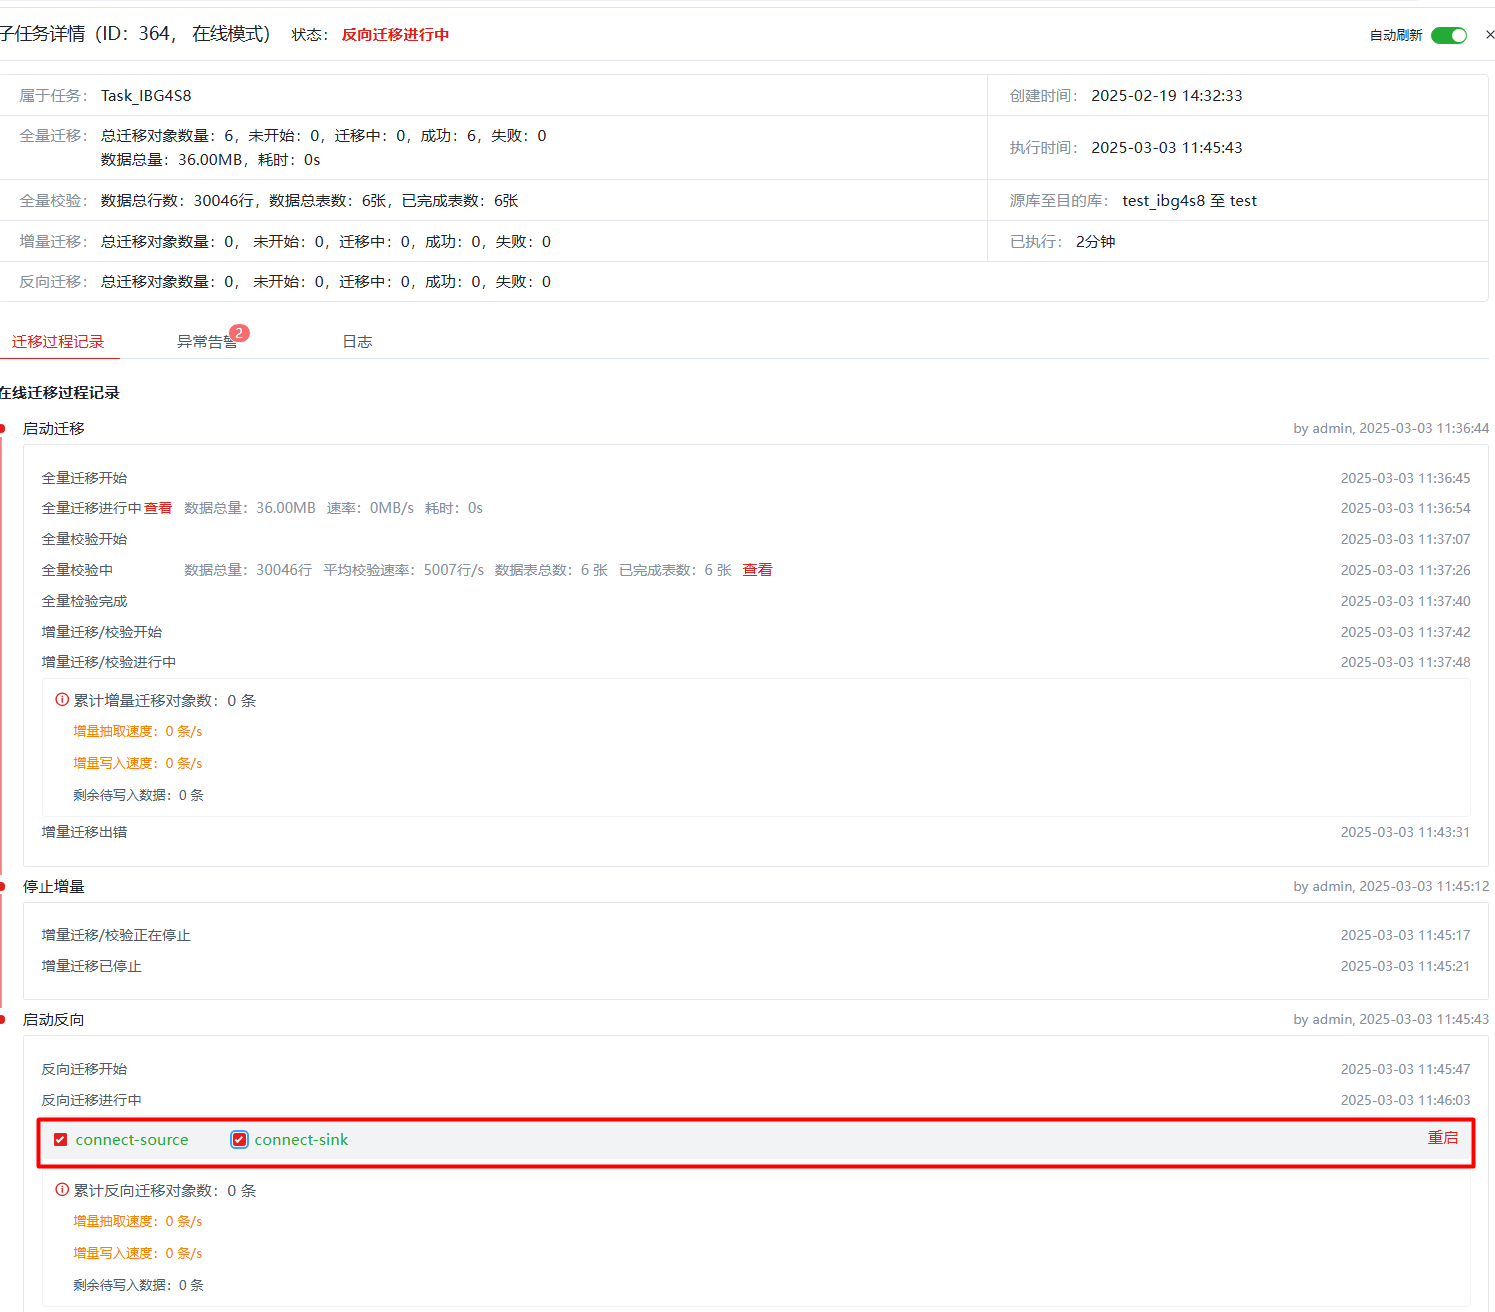 子任务详情（ID：364， 在线模式） 状态： 反向迁移进行中 自动刷新
属于任务： Task_IBG4S8 创建时间： 2025-02-19 14:32:33
全量迁移： 总迁移对象数量：6，未开始：0，迁移中：0，成功：6，失败：0
数据总量：36.00MB，耗时：0s
执行时间： 2025-03-03 11:45:43
全量校验： 数据总行数：30046行，数据总表数：6张，已完成表数：6张 源库至目的库： test_ibg4s8 至 test
增量迁移： 总迁移对象数量：0， 未开始：0，迁移中：0，成功：0，失败：0 已执行： 2分钟
反向迁移： 总迁移对象数量：0， 未开始：0，迁移中：0，成功：0，失败：0
迁移过程记录 异常告警 2 日志
在线迁移过程记录
启动迁移 by admin, 2025-03-03 11:36:44
全量迁移开始 2025-03-03 11:36:45
全量迁移进行中 查看 数据总量：36.00MB 速率：0MB/s 耗时：0s 2025-03-03 11:36:54
全量校验开始 2025-03-03 11:37:07
全量校验中 数据总量：30046行 平均校验速率：5007行/s 数据表总数：6 张 已完成表数：6 张 查看 2025-03-03 11:37:26
全量检验完成 2025-03-03 11:37:40
增量迁移/校验开始 2025-03-03 11:37:42
增量迁移/校验进行中 2025-03-03 11:37:48
累计增量迁移对象数：0 条
增量抽取速度：0 条/s
增量写入速度：0 条/s
剩余待写入数据：0 条
增量迁移出错 2025-03-03 11:43:31
停止增量 by admin, 2025-03-03 11:45:12
增量迁移/校验正在停止 2025-03-03 11:45:17
增量迁移已停止 2025-03-03 11:45:21
启动反向 by admin, 2025-03-03 11:45:43
反向迁移开始 2025-03-03 11:45:47
反向迁移进行中 2025-03-03 11:46:03
connect-source connect-sink 重启
累计反向迁移对象数：0 条
增量抽取速度：0 条/s
增量写入速度：0 条/s
剩余待写入数据：0 条